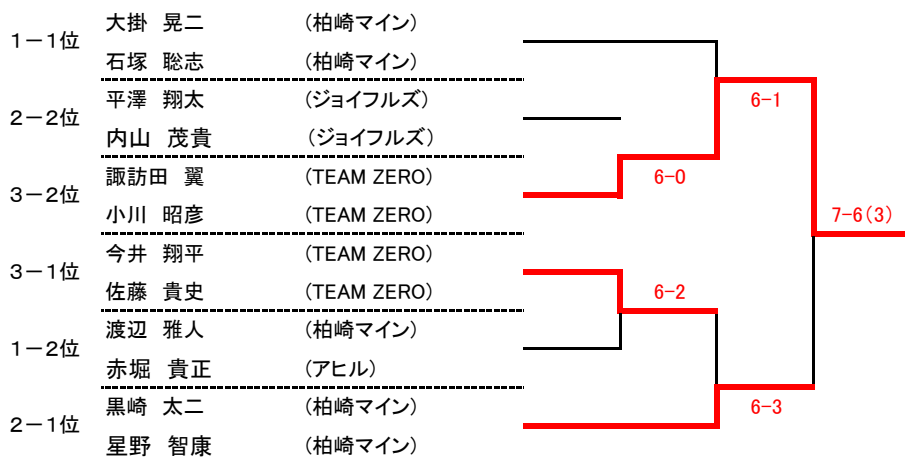 1－1位
大掛 晃二 (柏崎マイン)
石塚 聡志 (柏崎マイン)
2－2位
平澤 翔太 (ジョイフルズ)
内山 茂貴 (ジョイフルズ)
3－2位
諏訪田 翼 (TEAM ZERO)
小川 昭彦 (TEAM ZERO)
3－1位
今井 翔平 (TEAM ZERO)
佐藤 貴史 (TEAM ZERO)
1－2位
渡辺 雅人 (柏崎マイン)
赤堀 貴正 (アヒル)
2－1位
黒崎 太二 (柏崎マイン)
星野 智康 (柏崎マイン)
6-1
6-0
7-6(3)
6-2
6-3